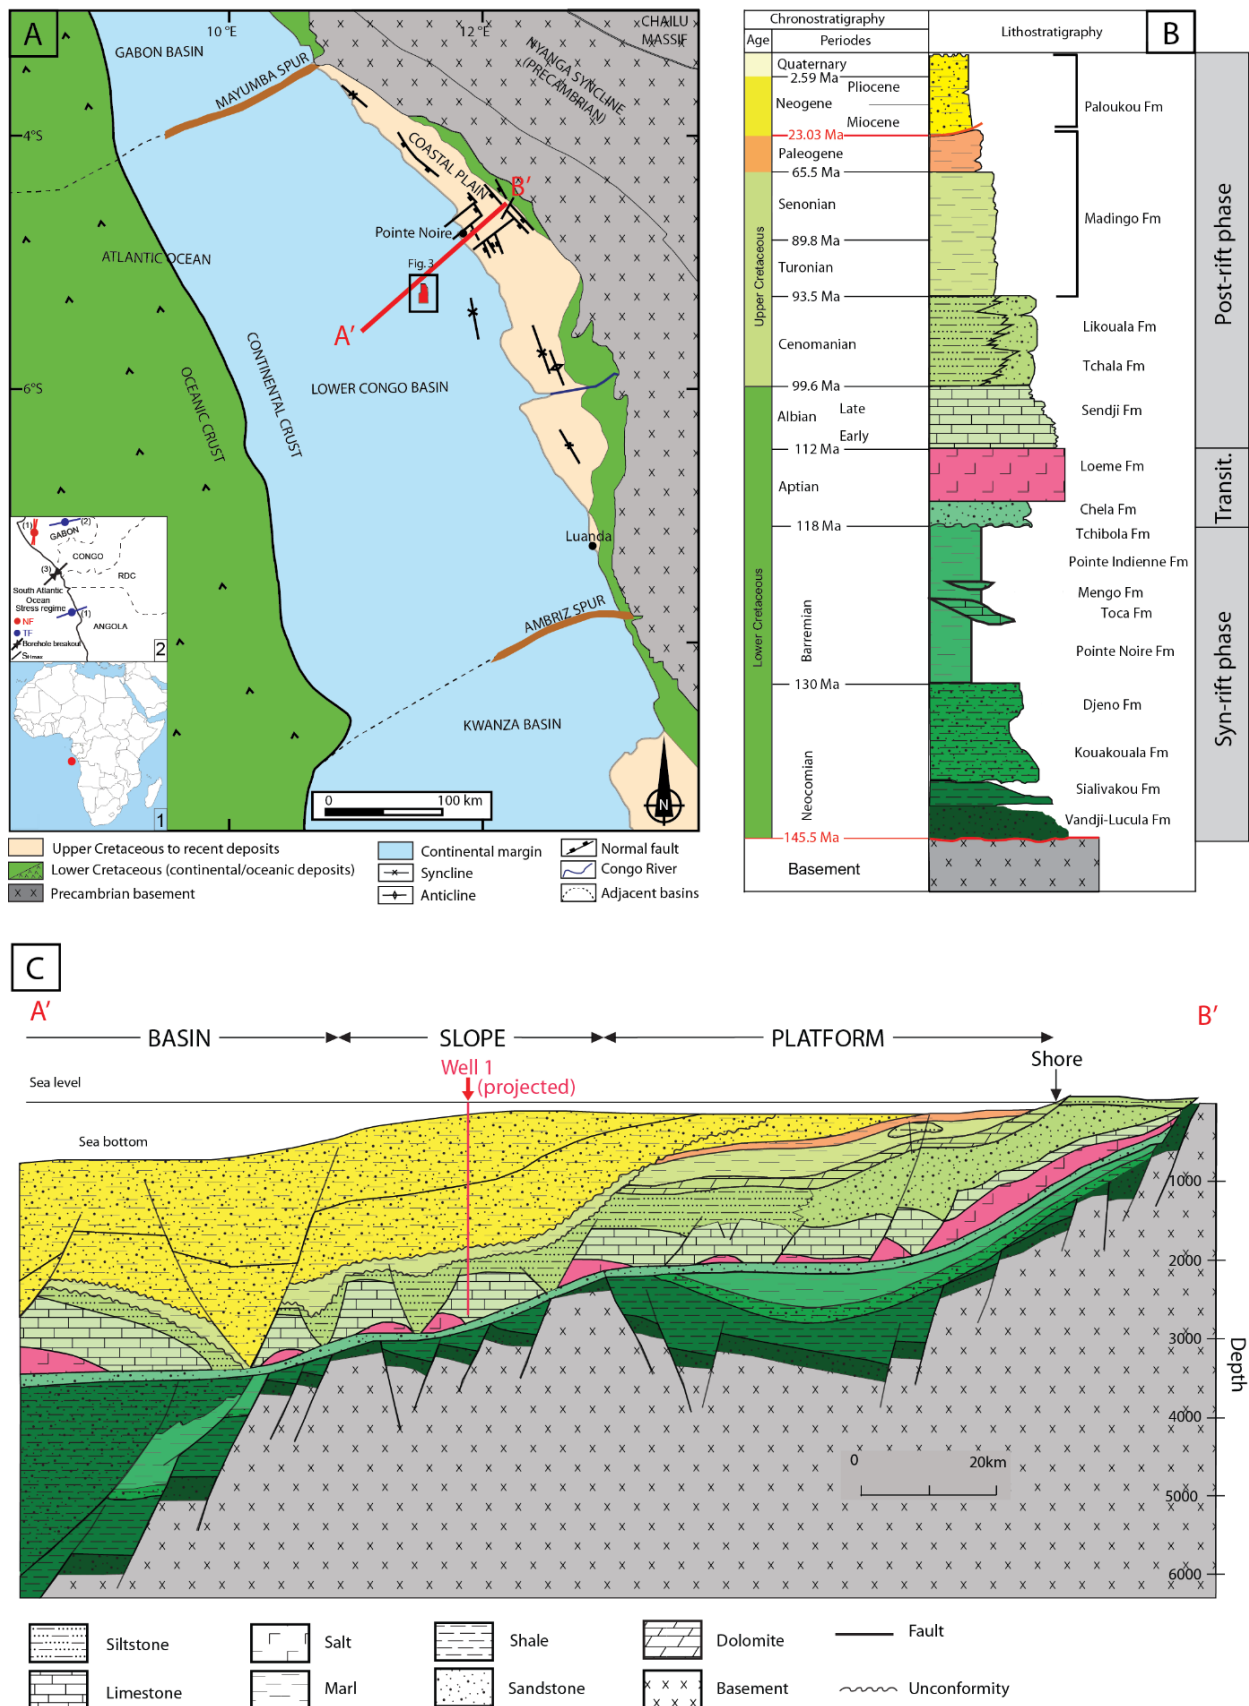 A
10 °E
12 °E
CHAILU
MASSIF
GABON BASIN
MAYUMBA SPUR
NYANGA SYNCLINE
(PRECAMBRIAN)
4°S
COASTAL PLAIN
B'
Pointe Noire
ATLANTIC OCEAN
Fig. 3
A'
OCEANIC CRUST
CONTINENTAL CRUST
LOWER CONGO BASIN
6°S
Luanda
AMBRIZ SPUR
KWANZA BASIN
(1)
(2)
GABON
CONGO
(3)
RDC
South Atlantic
Ocean
Stress regime
NF
TF
(1)
ANGOLA
Borehole breakout
SHmax
2
1
0
100 km
N
Upper Cretaceous to recent deposits
Lower Cretaceous (continental/oceanic deposits)
Precambrian basement
Continental margin
Syncline
Anticline
Normal fault
Congo River
Adjacent basins
Chronostratigraphy
Lithostratigraphy
B
Age
Periodes
Quaternary
2.59 Ma
Pliocene
Neogene
Miocene
23.03 Ma
Paleogene
65.5 Ma
Senonian
89.8 Ma
Turonian
93.5 Ma
Cenomanian
99.6 Ma
Albian
Late
Early
112 Ma
Aptian
118 Ma
Barremian
130 Ma
Neocomian
145.5 Ma
Basement
Upper Cretaceous
Lower Cretaceous
Paloukou Fm
Madingo Fm
Likouala Fm
Tchala Fm
Sendji Fm
Loeme Fm
Chela Fm
Tchibola Fm
Pointe Indienne Fm
Mengo Fm
Toca Fm
Pointe Noire Fm
Djeno Fm
Kouakouala Fm
Sialivakou Fm
Vandji-Lucula Fm
Post-rift phase
Transit.
Syn-rift phase
C
A'
B'
BASIN
SLOPE
PLATFORM
Well 1
(projected)
Shore
Sea level
Sea bottom
1000
2000
3000
4000
5000
6000
Depth
0
20km
Siltstone
Salt
Shale
Dolomite
Fault
Limestone
Marl
Sandstone
Basement
Unconformity